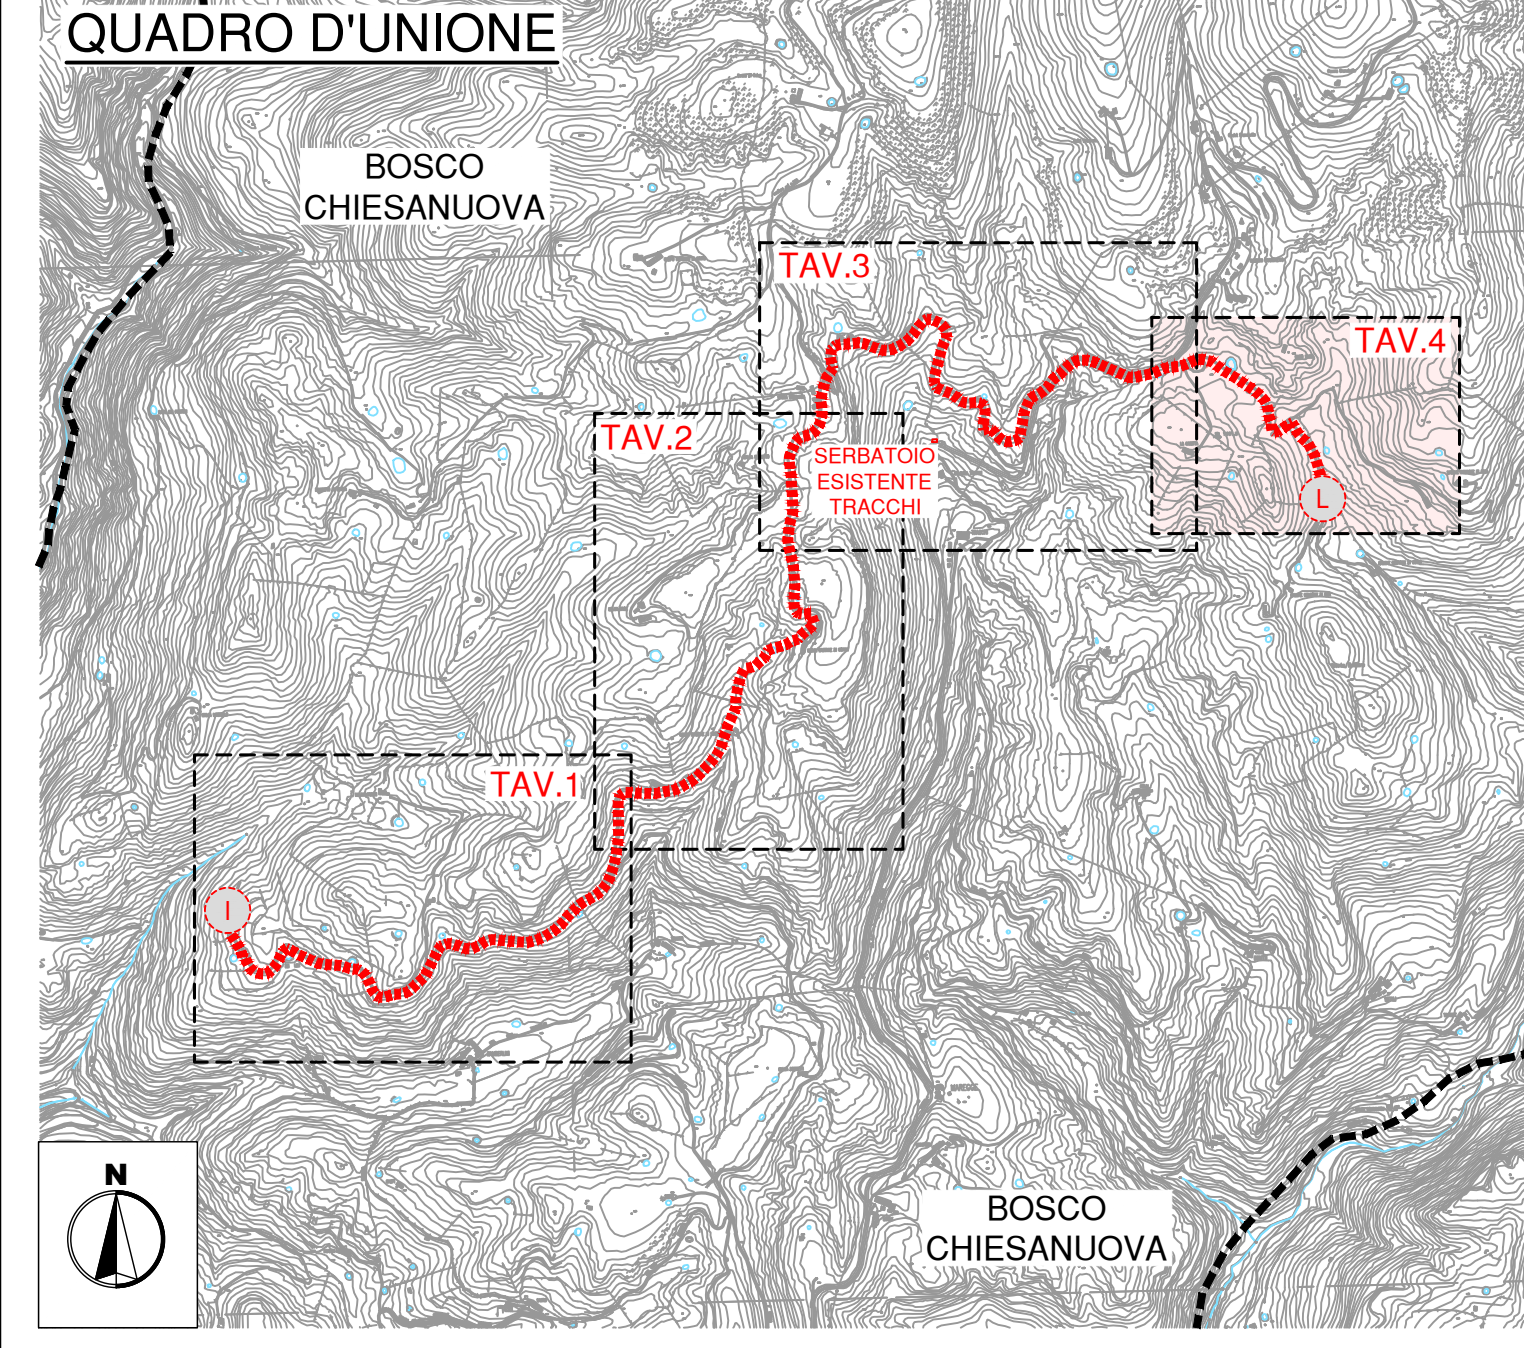 QUADRO D'UNIONE
BOSCO
CHIESANUOVA
TAV.3
TAV.4
TAV.2
SERBATOIO
ESISTENTE
TRACCHI
L
TAV.1
I
N
BOSCO
CHIESANUOVA